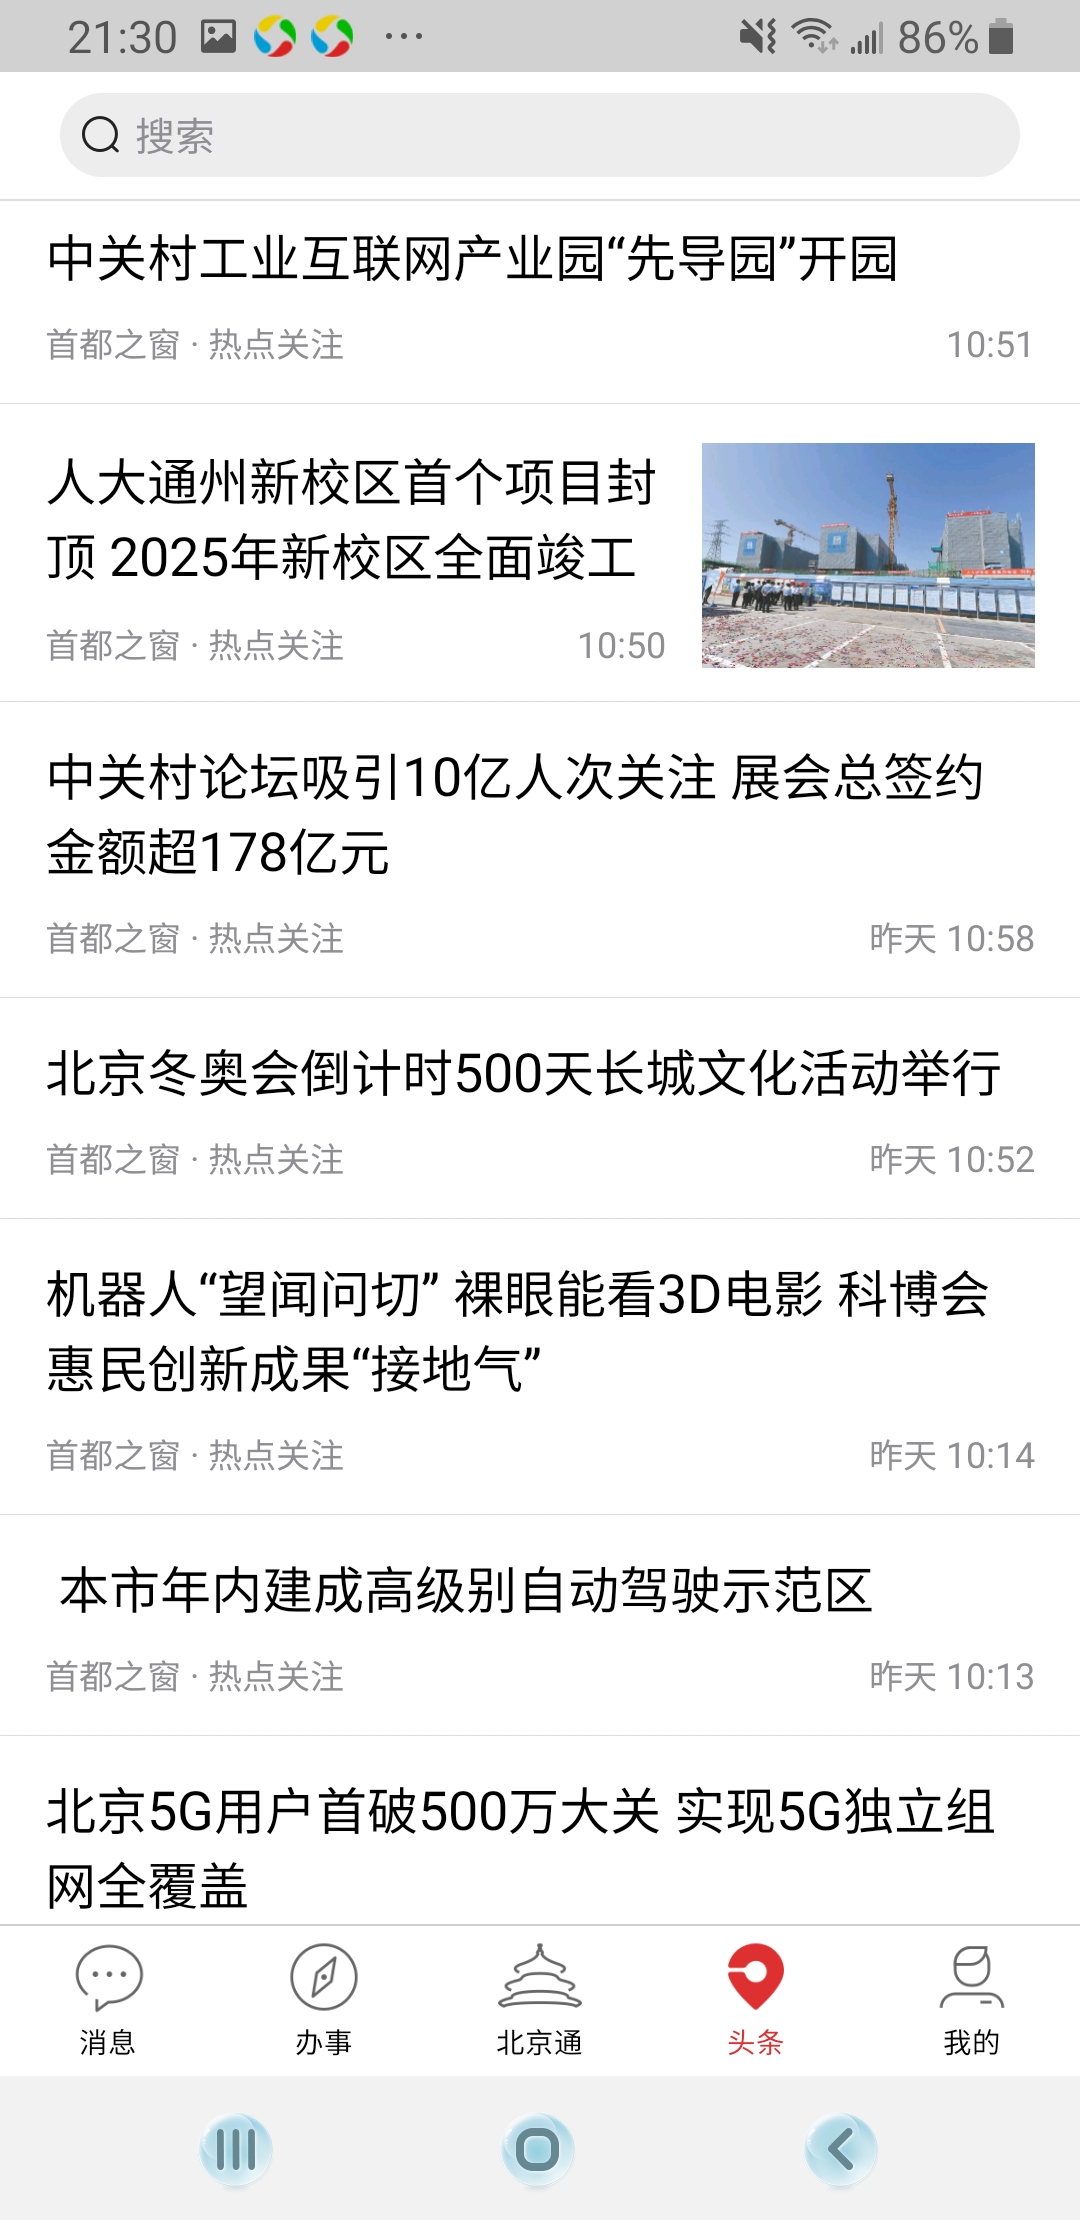 21:30 86%
搜索
中关村工业互联网产业园“先导园”开园
首都之窗 · 热点关注 10:51
人大通州新校区首个项目封
顶 2025年新校区全面竣工
首都之窗 · 热点关注 10:50
中关村论坛吸引10亿人次关注 展会总签约
金额超178亿元
首都之窗 · 热点关注 昨天 10:58
北京冬奥会倒计时500天长城文化活动举行
首都之窗 · 热点关注 昨天 10:52
机器人“望闻问切” 裸眼能看3D电影 科博会
惠民创新成果“接地气”
首都之窗 · 热点关注 昨天 10:14
本市年内建成高级别自动驾驶示范区
首都之窗 · 热点关注 昨天 10:13
北京5G用户首破500万大关 实现5G独立组
网全覆盖
消息 办事 北京通 头条 我的